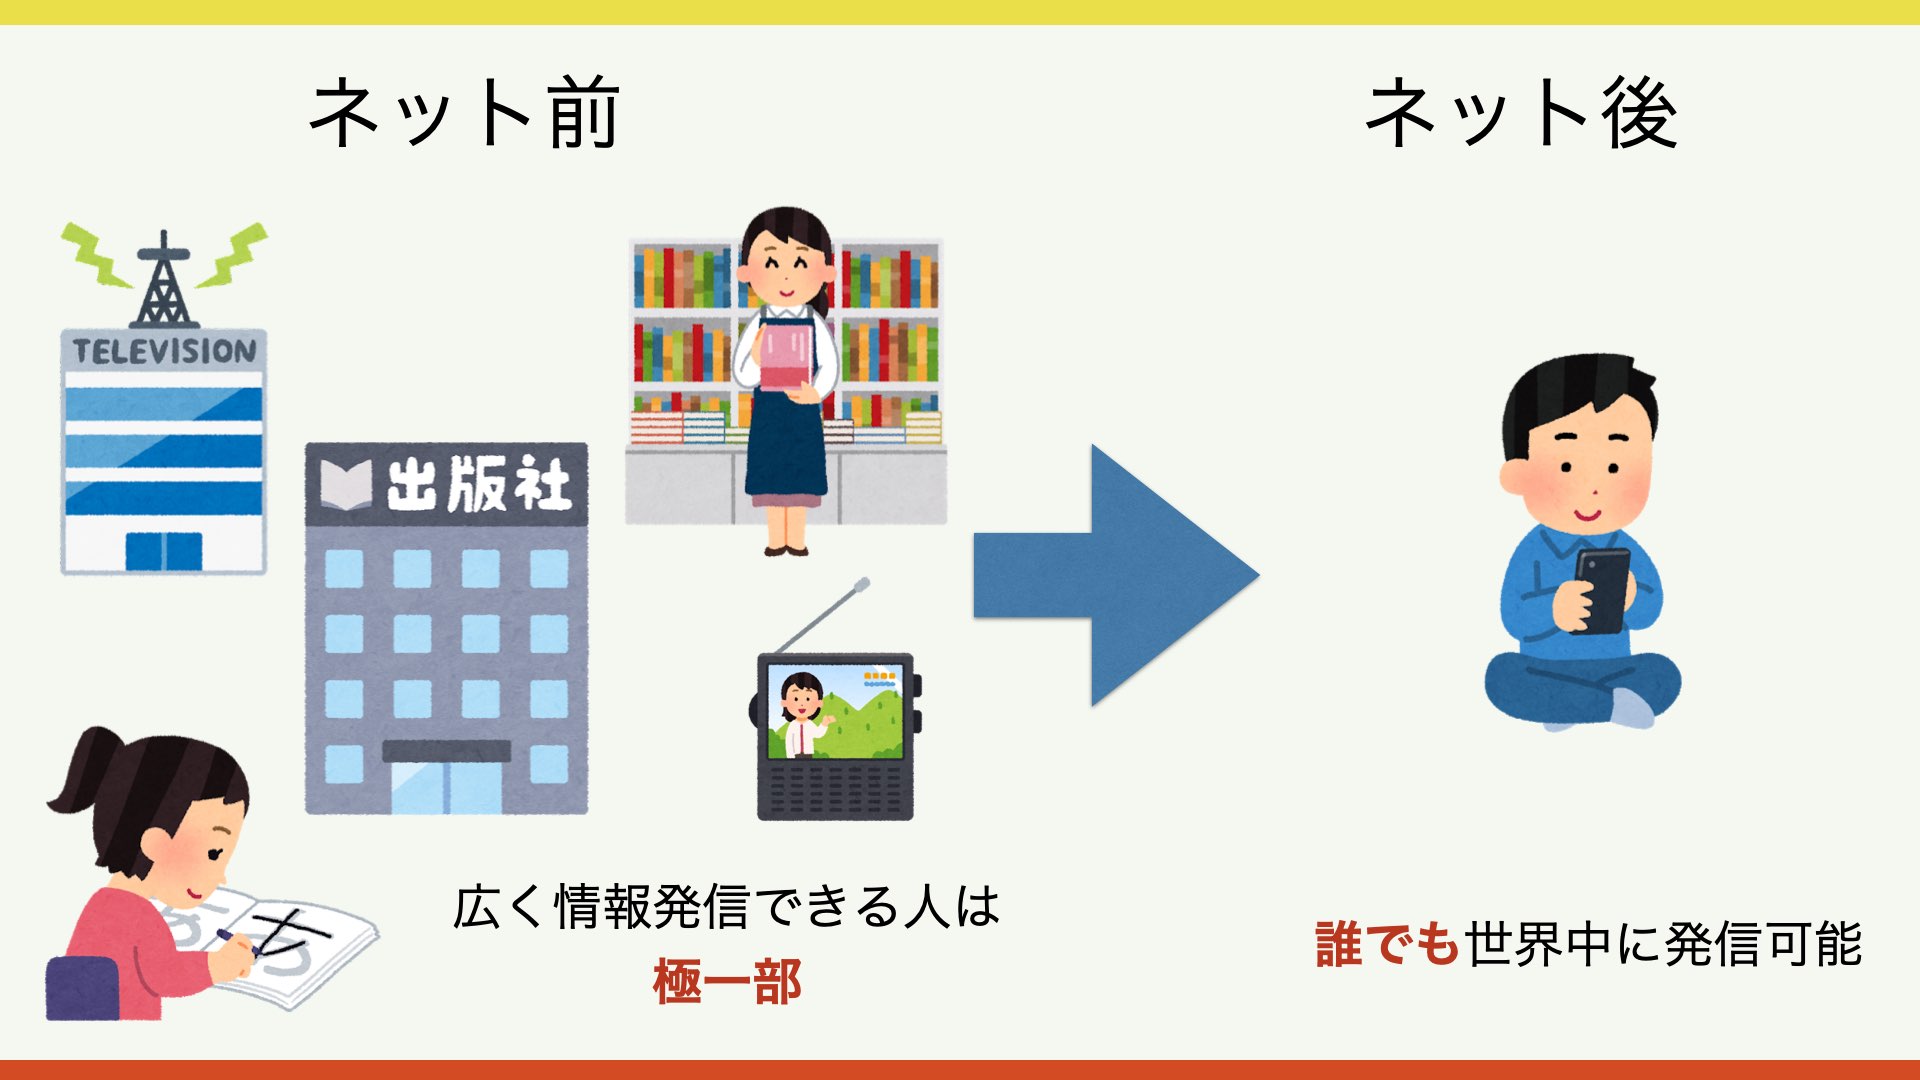 ネット前
ネット後
TELEVISION
出版社
あ
広く情報発信できる人は
極一部
誰でも世界中に発信可能